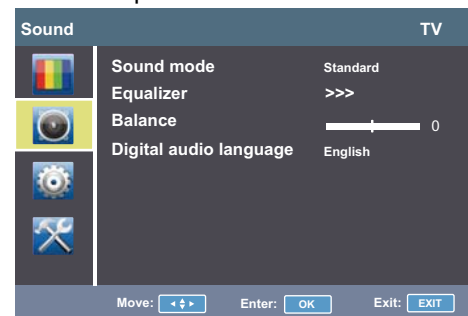 Sound TV
Sound mode Standard
Equalizer >>>
Balance 0
Digital audio language English
Move: Enter: OK Exit: EXIT